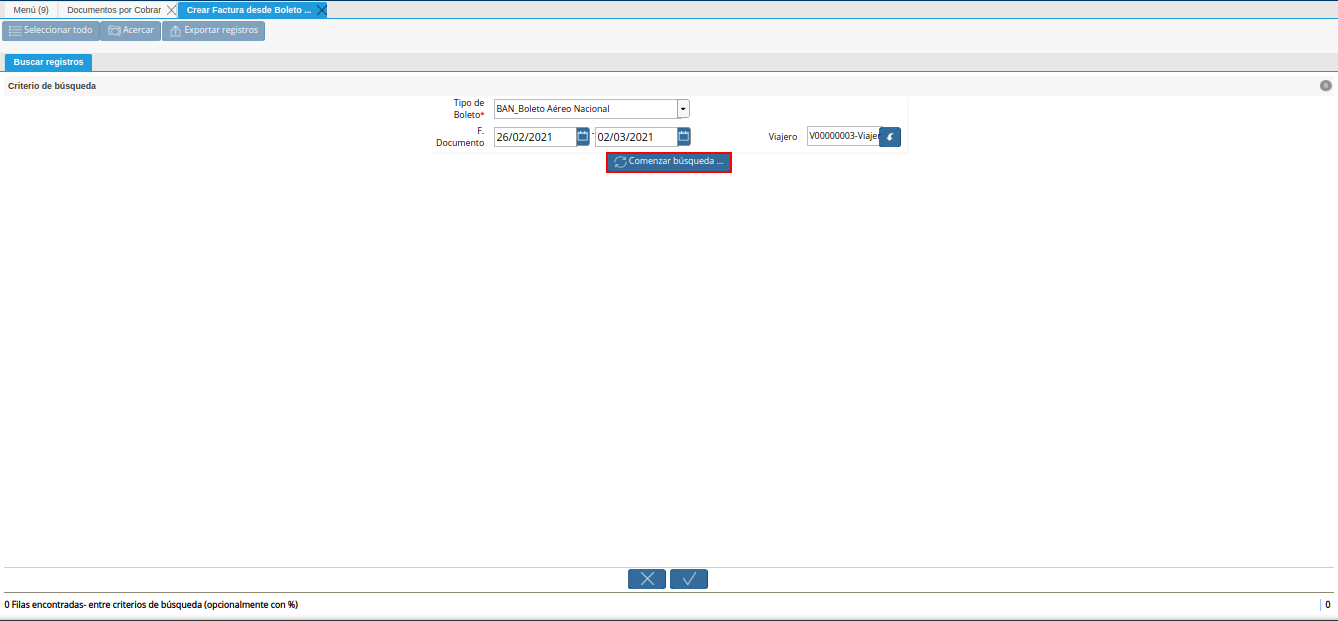 Menú (9) Documentos por Cobrar Crear Factura desde Boleto ...
Seleccionar todo Acercar Exportar registros
Buscar registros
Criterio de búsqueda
Tipo de
Boleto* BAN_Boleto Aéreo Nacional
F.
Documento 26/02/2021 - 02/03/2021 Viajero V00000003-Viajer
Comenzar búsqueda ...
0 Filas encontradas- entre criterios de búsqueda (opcionalmente con %) 0